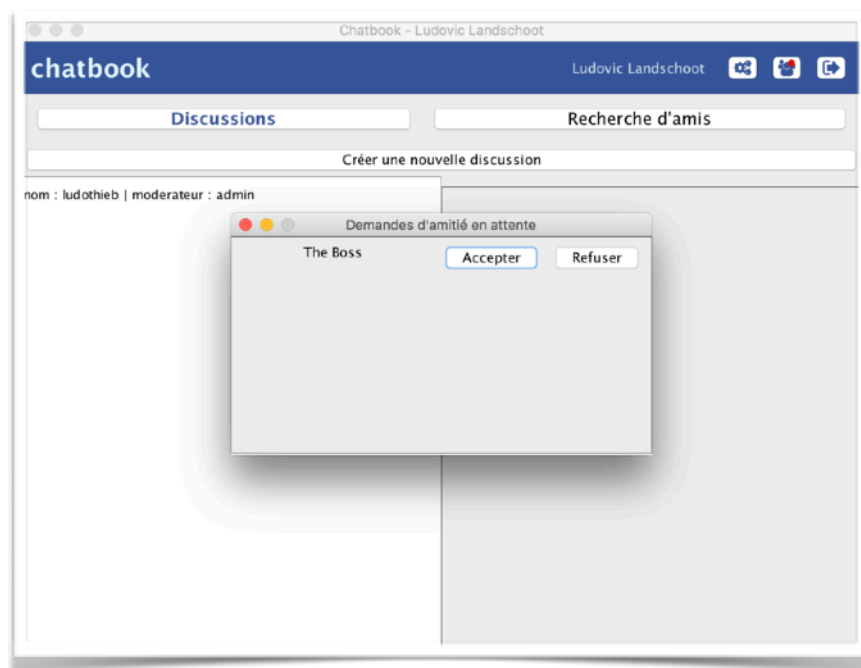 Chatbook - Ludovic Landschoot
chatbook
Ludovic Landschoot
Discussions
Recherche d'amis
Créer une nouvelle discussion
nom : ludothieb | moderateur : admin
Demandes d'amitié en attente
The Boss
Accepter
Refuser